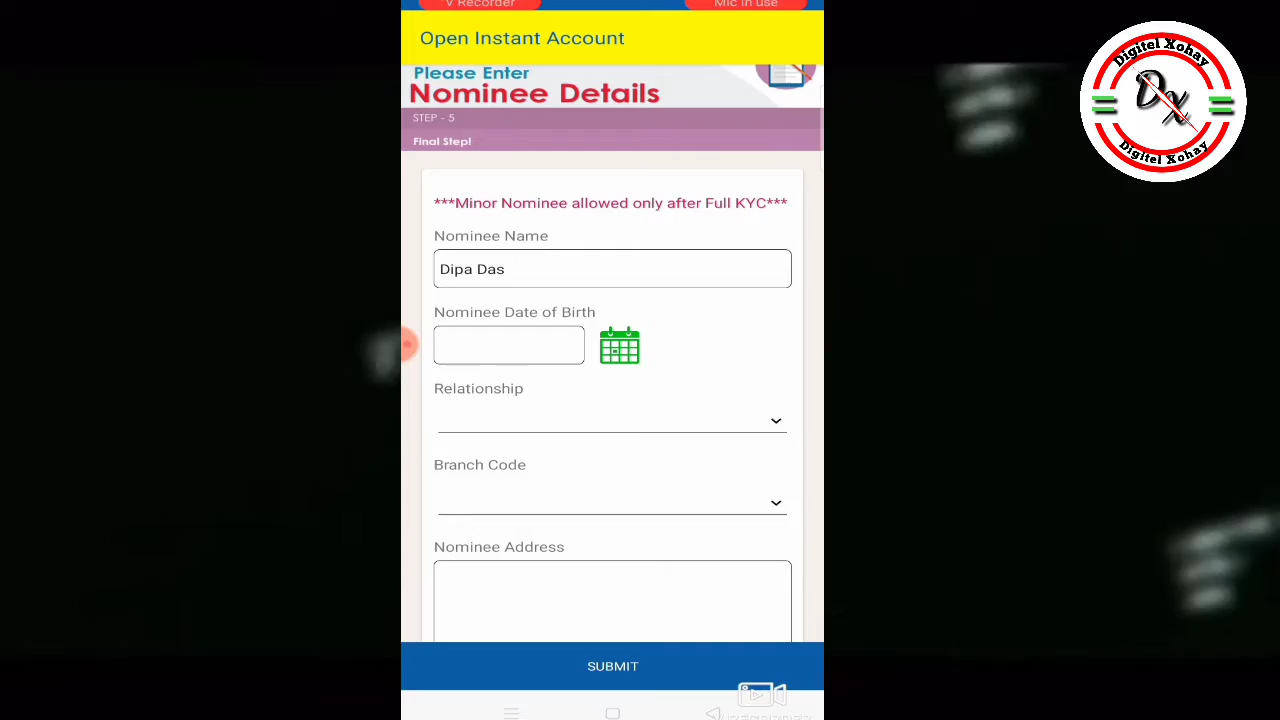 V Recorder
Mic in use
Open Instant Account
Please Enter
Nominee Details
STEP - 5
Final Step!
***Minor Nominee allowed only after Full KYC***
Nominee Name
Dipa Das
Nominee Date of Birth
Relationship
Branch Code
Nominee Address
SUBMIT
Digitel Xohay
DX
Digitel Xohay